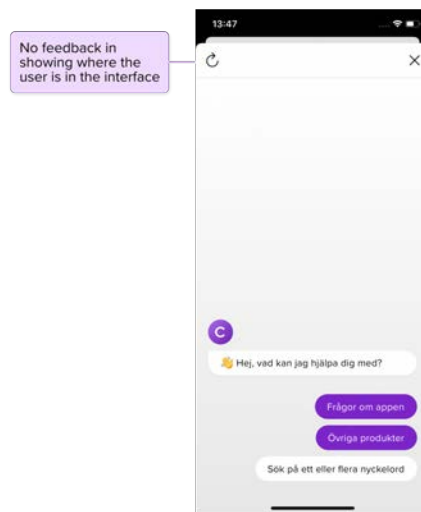 13:47
No feedback in
showing where the
user is in the interface
C
👋 Hej, vad kan jag hjälpa dig med?
Frågor om appen
Övriga produkter
Sök på ett eller flera nyckelord